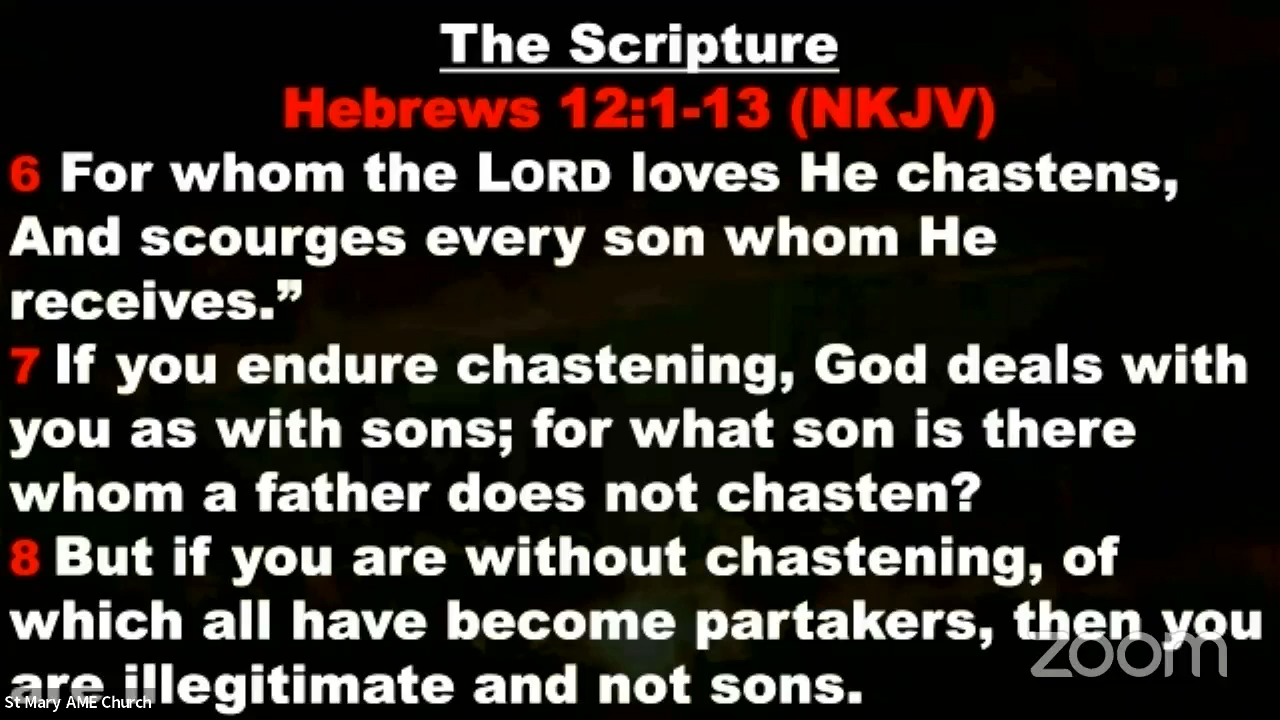 The Scripture
Hebrews 12:1-13 (NKJV)
6 For whom the LORD loves He chastens,
And scourges every son whom He
receives.”
7 If you endure chastening, God deals with
you as with sons; for what son is there
whom a father does not chasten?
8 But if you are without chastening, of
which all have become partakers, then you
are illegitimate and not sons.
zoom
St Mary AME Church